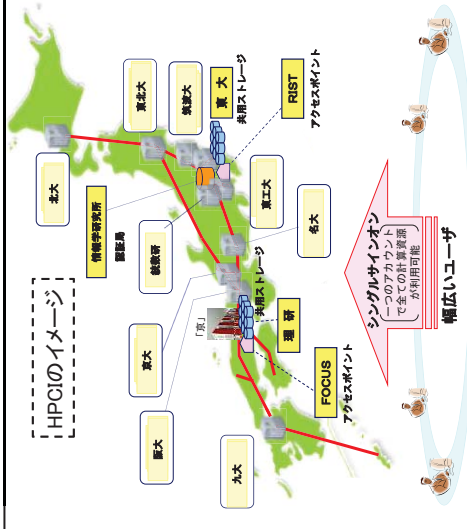 HPCIのイメージ
北大
東北大
筑波大
東 大
共用ストレージ
RIST
アクセスポイント
情報学研究所
認証局
統数研
東工大
名大
京大
阪大
「京」
共用ストレージ
理 研
FOCUS
アクセスポイント
九大
シングルサインオン
一つのアカウント
で全ての計算資源
が利用可能
幅広いユーザ